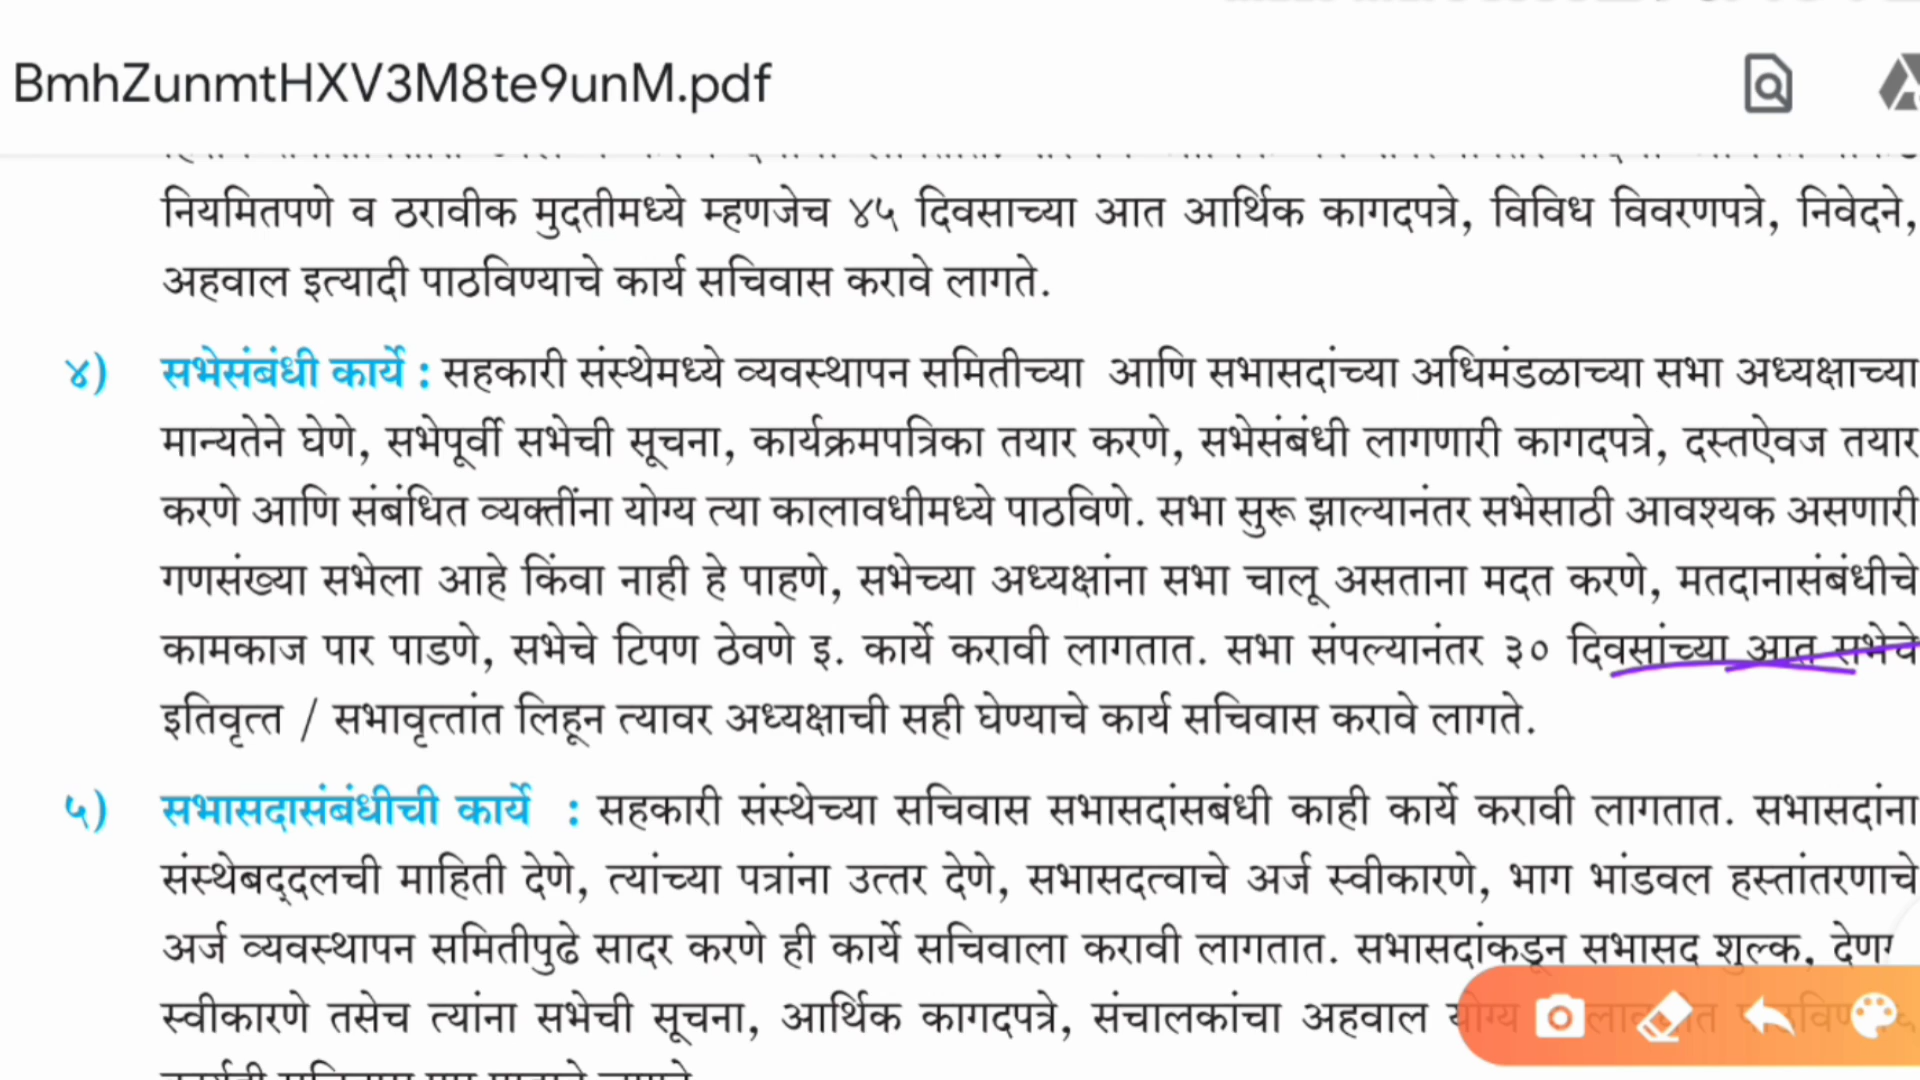 BmhZunmtHXV3M8te9unM.pdf
नियमितपणे व ठरावीक मुदतीमध्ये म्हणजेच ४५ दिवसाच्या आत आर्थिक कागदपत्रे, विविध विवरणपत्रे, निवेदने,
अहवाल इत्यादी पाठविण्याचे कार्य सचिवास करावे लागते.
४) सभेसंबंधी कार्ये : सहकारी संस्थेमध्ये व्यवस्थापन समितीच्या आणि सभासदांच्या अधिमंडळाच्या सभा अध्यक्षाच्या
मान्यतेने घेणे, सभेपूर्वी सभेची सूचना, कार्यक्रमपत्रिका तयार करणे, सभेसंबंधी लागणारी कागदपत्रे, दस्तऐवज तयार
करणे आणि संबंधित व्यक्तींना योग्य त्या कालावधीमध्ये पाठविणे. सभा सुरू झाल्यानंतर सभेसाठी आवश्यक असणारी
गणसंख्या सभेला आहे किंवा नाही हे पाहणे, सभेच्या अध्यक्षांना सभा चालू असताना मदत करणे, मतदानासंबंधीचे
कामकाज पार पाडणे, सभेचे टिपण ठेवणे इ. कार्ये करावी लागतात. सभा संपल्यानंतर ३० दिवसांच्या आत सभेचे
इतिवृत्त / सभावृत्तांत लिहून त्यावर अध्यक्षाची सही घेण्याचे कार्य सचिवास करावे लागते.
५) सभासदासंबंधीची कार्ये : सहकारी संस्थेच्या सचिवास सभासदांसबंधी काही कार्ये करावी लागतात. सभासदांना
संस्थेबद्दलची माहिती देणे, त्यांच्या पत्रांना उत्तर देणे, सभासदत्वाचे अर्ज स्वीकारणे, भाग भांडवल हस्तांतरणाचे
अर्ज व्यवस्थापन समितीपुढे सादर करणे ही कार्ये सचिवाला करावी लागतात. सभासदांकडून सभासद शुल्क,
स्वीकारणे तसेच त्यांना सभेची सूचना, आर्थिक कागदपत्रे, संचालकांचा अहवाल योग्य